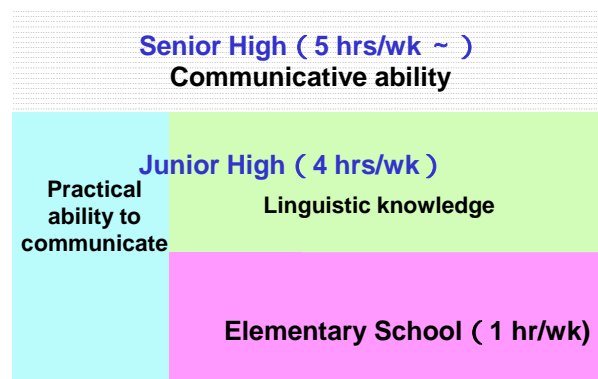 Senior High（5 hrs/wk ~ ）
Communicative ability
Junior High（4 hrs/wk）
Practical
ability to
communicate
Linguistic knowledge
Elementary School（1 hr/wk)